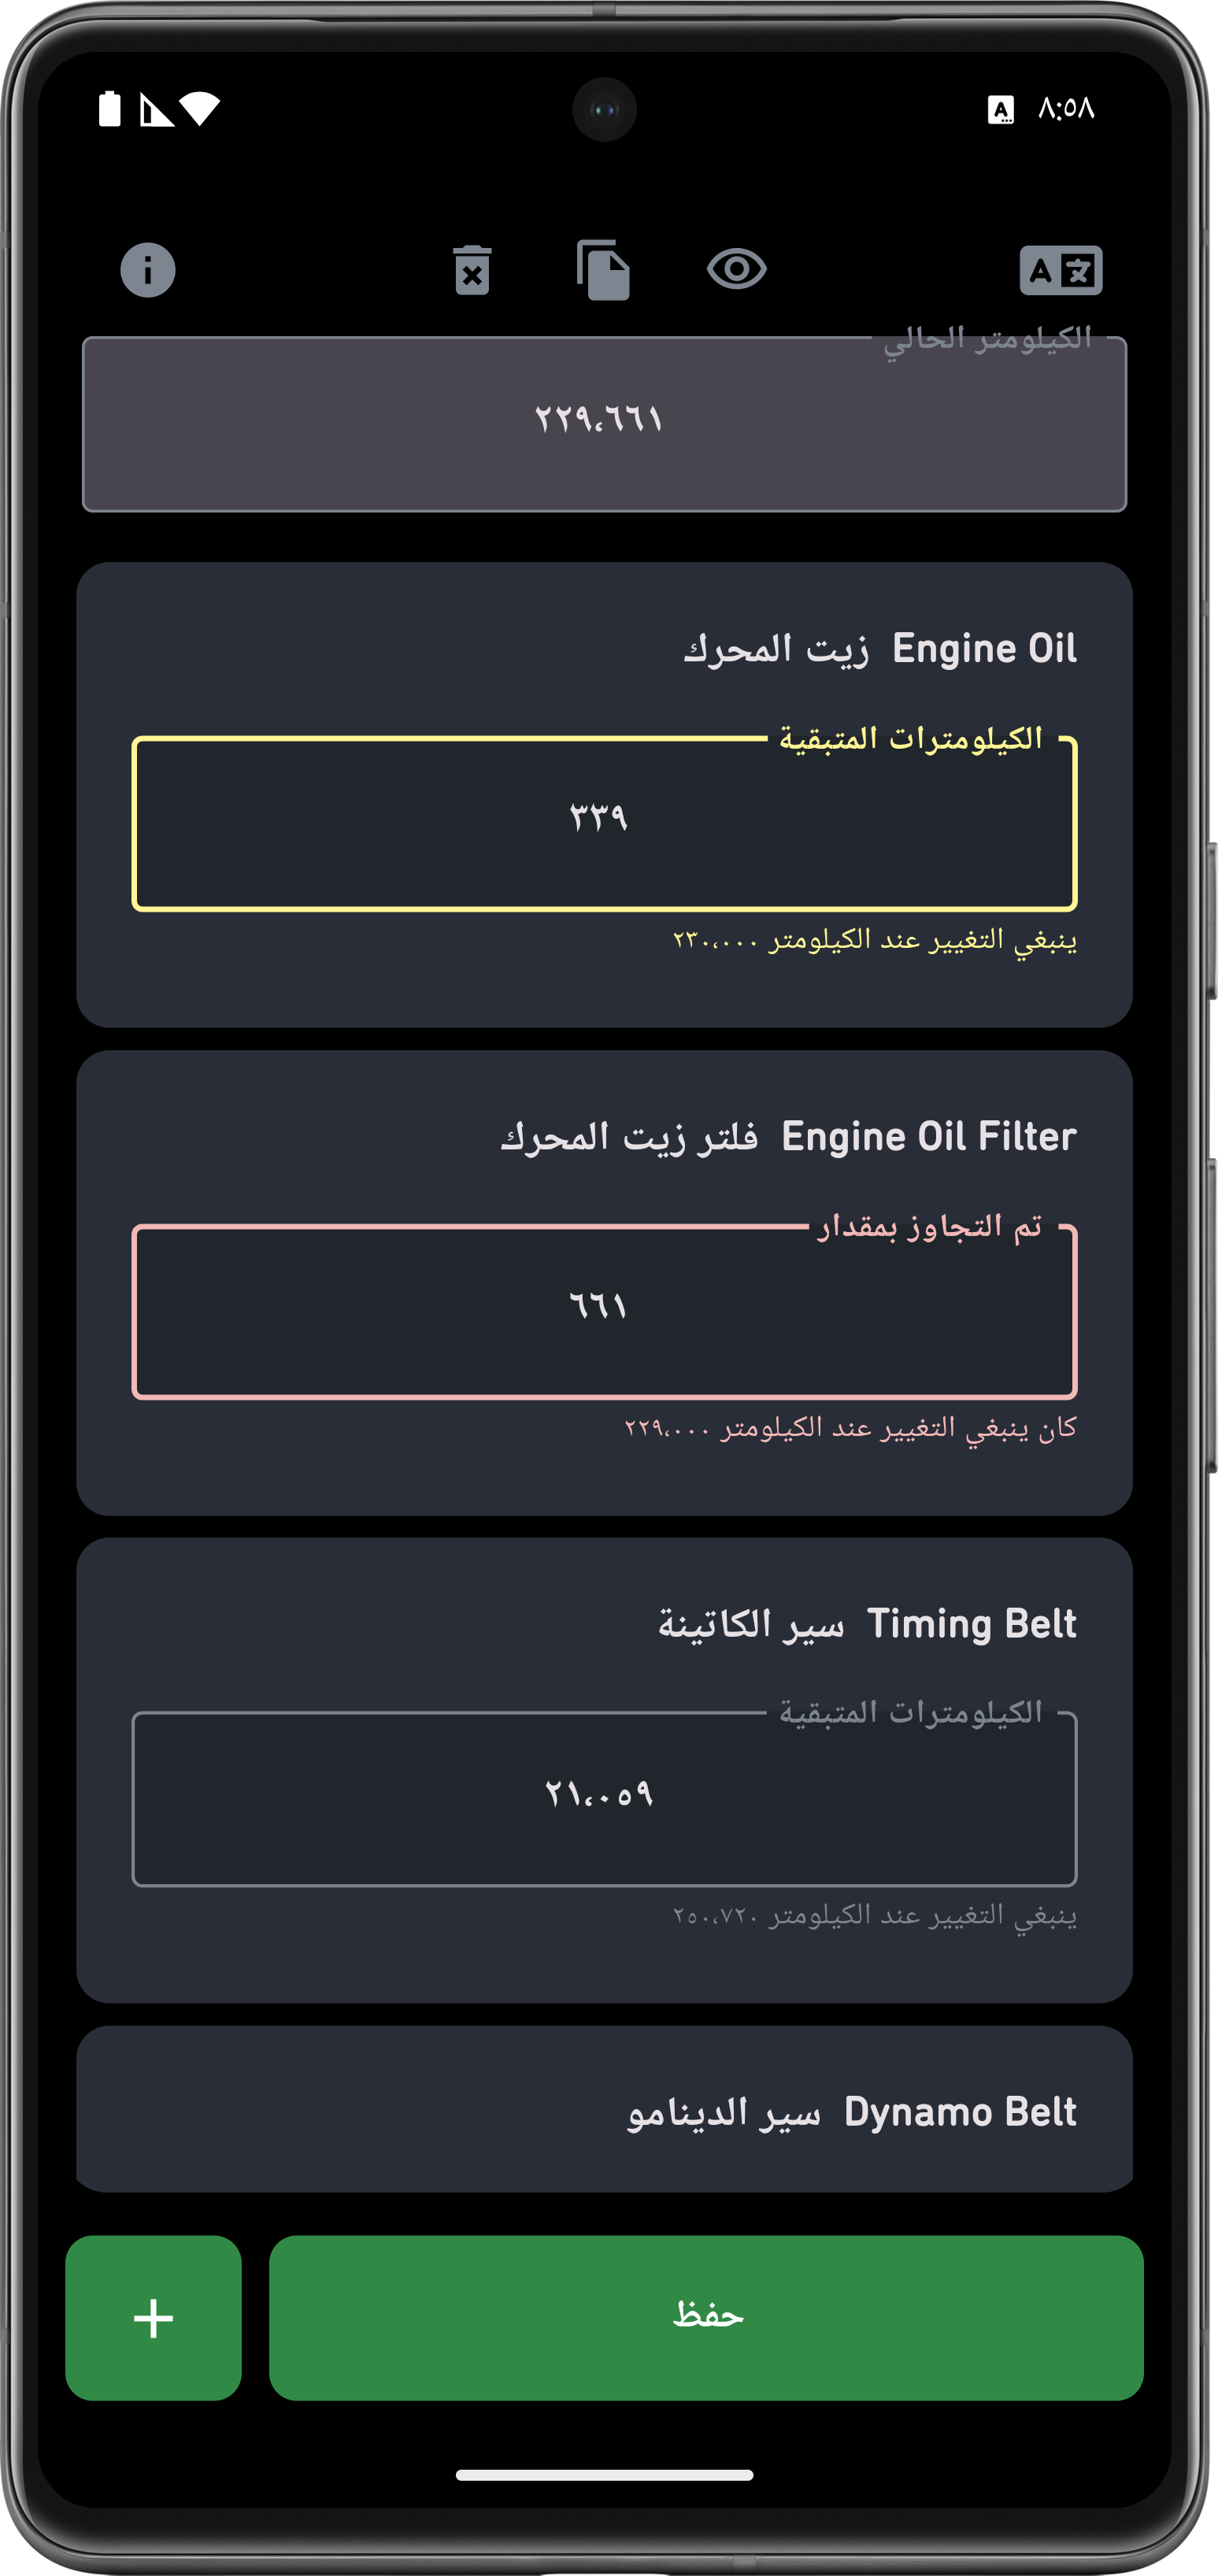 ٨:٥٨
الكيلومتر الحالي
٢٢٩،٦٦١
Engine Oil زيت المحرك
الكيلومترات المتبقية
٣٣٩
ينبغي التغيير عند الكيلومتر ٢٣٠،٠٠٠
Engine Oil Filter فلتر زيت المحرك
تم التجاوز بمقدار
٦٦١
كان ينبغي التغيير عند الكيلومتر ٢٢٩،٠٠٠
Timing Belt سير الكاتينة
الكيلومترات المتبقية
٢١،٠٥٩
ينبغي التغيير عند الكيلومتر ٢٥٠،٧٢٠
Dynamo Belt سير الدينامو
حفظ